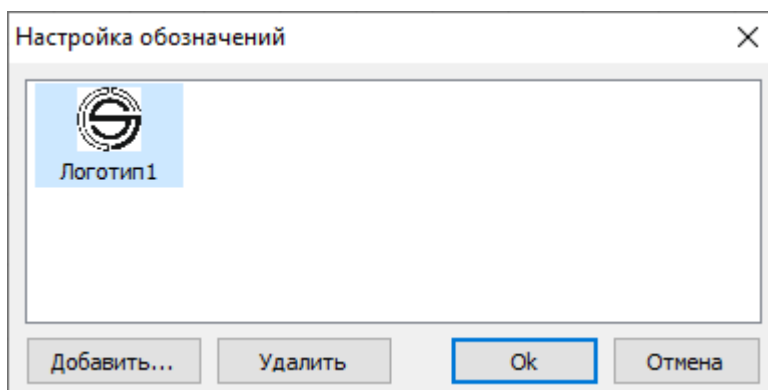 Настройка обозначений
Логотип1
Добавить...
Удалить
Ok
Отмена